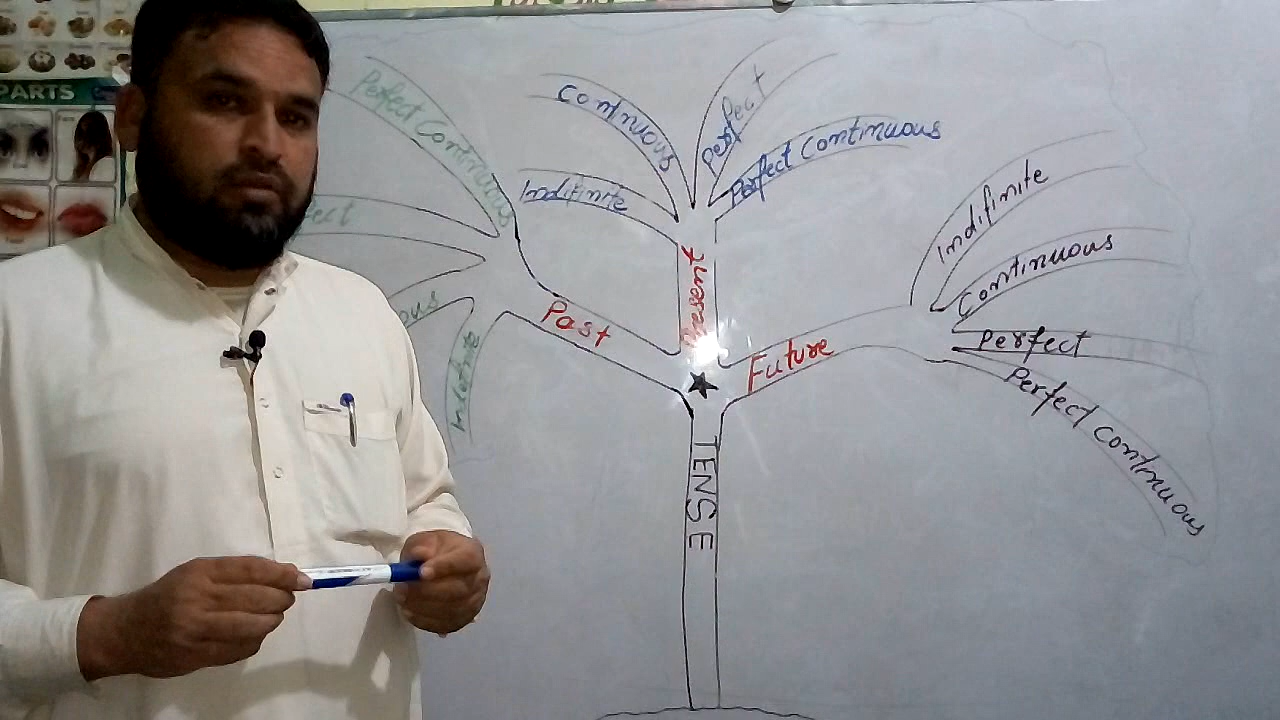 PARTS
Perfect Continuous
Continuous
Perfect
Perfect Continuous
Indifinite
Present
Past
Future
TENSE
Indifinite
Continuous
Perfect
Perfect Continuous